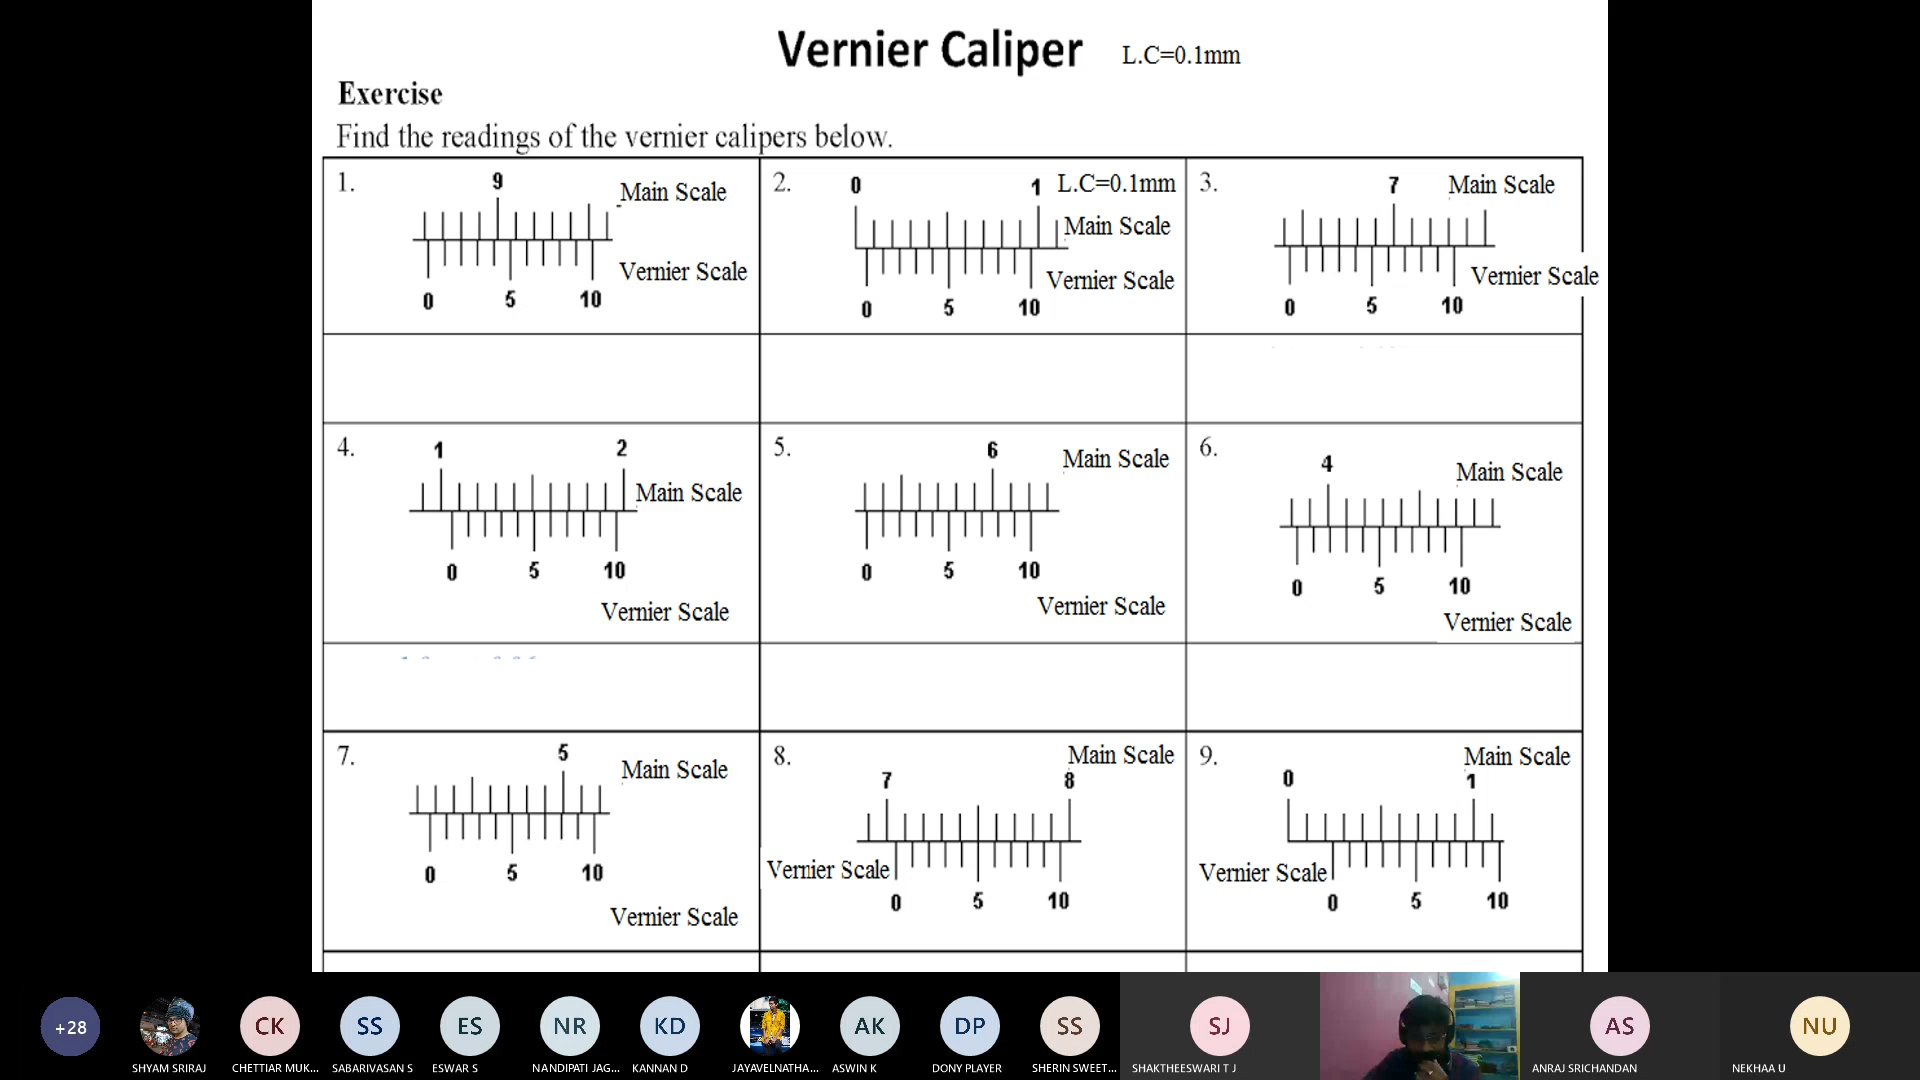 Vernier Caliper L.C=0.1mm
Exercise
Find the readings of the vernier calipers below.
1.
9
Main Scale
Vernier Scale
0 5 10
2.
0 1 L.C=0.1mm
Main Scale
Vernier Scale
0 5 10
3.
7 Main Scale
Vernier Scale
0 5 10
4.
1 2
Main Scale
0 5 10
Vernier Scale
5.
6 Main Scale
0 5 10
Vernier Scale
6.
4 Main Scale
0 5 10
Vernier Scale
7.
5
Main Scale
0 5 10
Vernier Scale
8.
Main Scale
7 8
Vernier Scale
0 5 10
9.
Main Scale
0 1
Vernier Scale
0 5 10
+28
CK SS ES NR KD AK DP SS SJ AS NU
SHYAM SRIRAJ CHETTIAR MUK... SABARIVASAN S ESWAR S NANDIPATI JAG... KANNAN D JAYAVELNATHA... ASWIN K DONY PLAYER SHERIN SWEET... SHAKTHEESWARI T J ANRAJ SRICHANDAN NEKHAA U